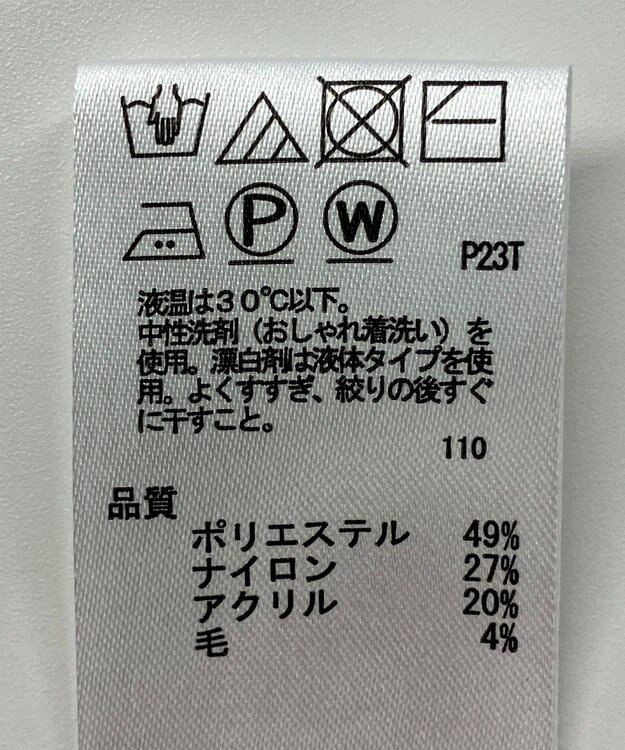 P W
P23T
液温は３０℃以下。
中性洗剤（おしゃれ着洗い）を
使用。漂白剤は液体タイプを使
用。よくすすぎ、絞りの後すぐ
に干すこと。
110
品質
ポリエステル 49%
ナイロン 27%
アクリル 20%
毛 4%